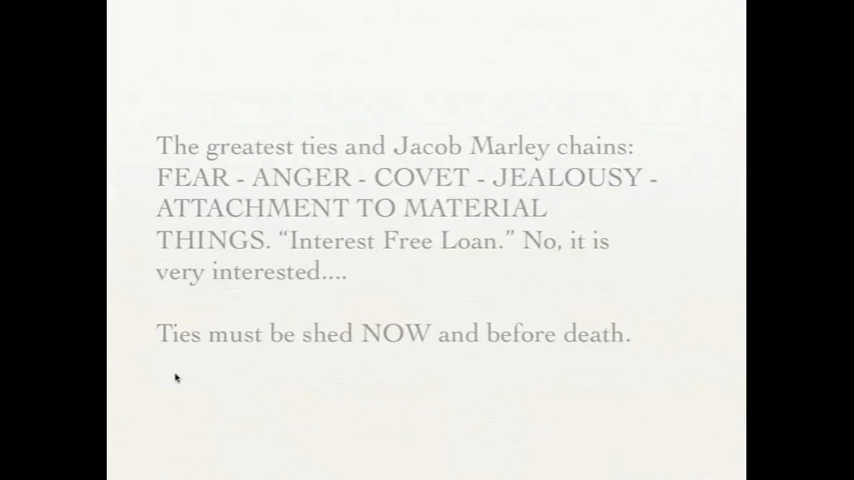 The greatest ties and Jacob Marley chains:
FEAR - ANGER - COVET - JEALOUSY -
ATTACHMENT TO MATERIAL
THINGS. “Interest Free Loan.” No, it is
very interested....
Ties must be shed NOW and before death.